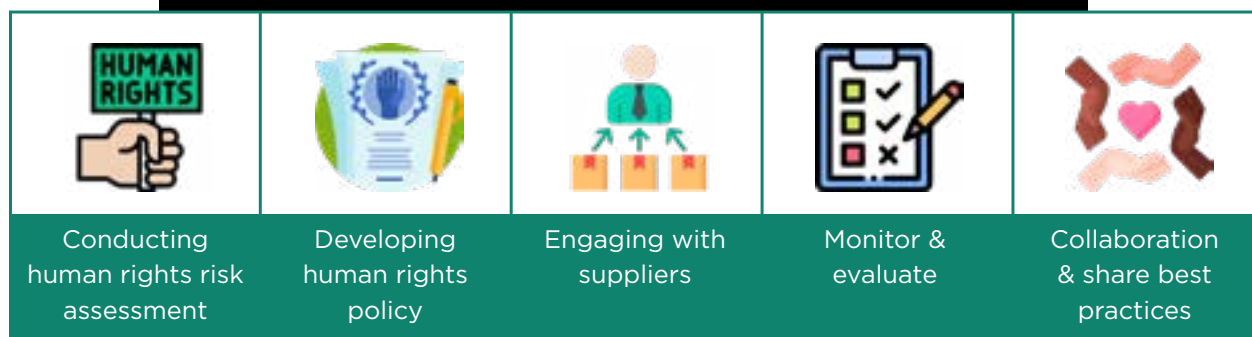 HUMAN
RIGHTS
Conducting
human rights risk
assessment
Developing
human rights
policy
Engaging with
suppliers
Monitor &
evaluate
Collaboration
& share best
practices